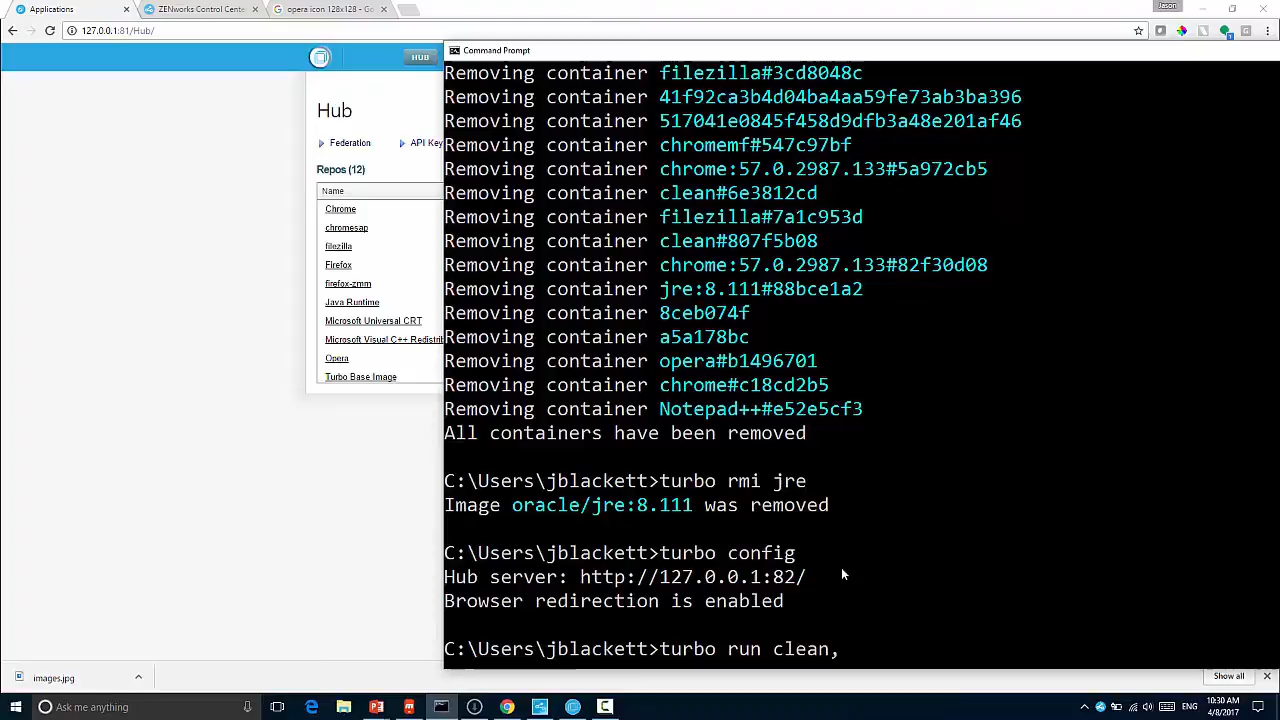 Applications
ZENworks Control Cente
opera icon 128x128 - Go
Jason
127.0.0.1:81/Hub/
HUB
Command Prompt
Hub
Federation
API Key
Repos (12)
Name
Chrome
chromesap
filezilla
Firefox
firefox-zmm
Java Runtime
Microsoft Universal CRT
Microsoft Visual C++ Redistrib
Opera
Turbo Base Image
Removing container filezilla#3cd8048c
Removing container 41f92ca3b4d04ba4aa59fe73ab3ba396
Removing container 517041e0845f458d9dfb3a48e201af46
Removing container chromemf#547c97bf
Removing container chrome:57.0.2987.133#5a972cb5
Removing container clean#6e3812cd
Removing container filezilla#7a1c953d
Removing container clean#807f5b08
Removing container chrome:57.0.2987.133#82f30d08
Removing container jre:8.111#88bce1a2
Removing container 8ceb074f
Removing container a5a178bc
Removing container opera#b1496701
Removing container chrome#c18cd2b5
Removing container Notepad++#e52e5cf3
All containers have been removed
C:\Users\jblackett>turbo rmi jre
Image oracle/jre:8.111 was removed
C:\Users\jblackett>turbo config
Hub server: http://127.0.0.1:82/
Browser redirection is enabled
C:\Users\jblackett>turbo run clean,
images.jpg
Show all
Ask me anything
ENG
10:30 AM
4/8/2017